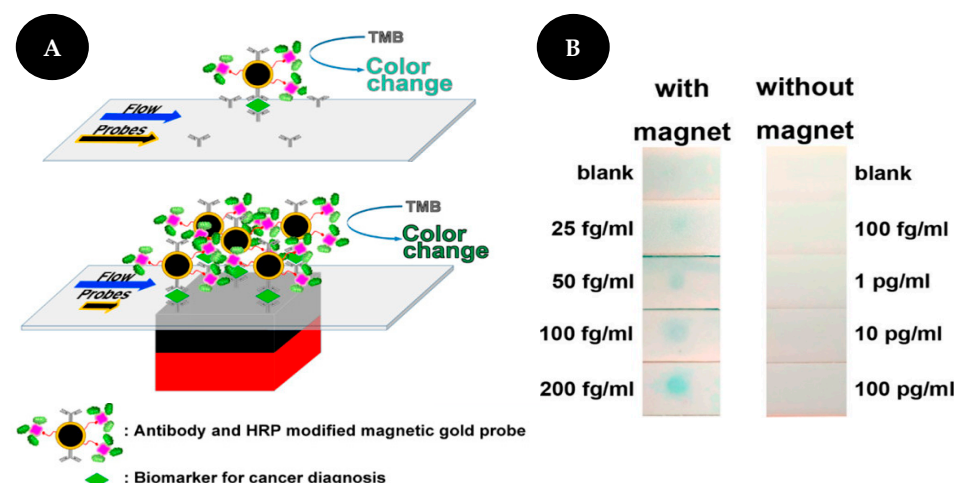 A
TMB
Color
change
Flow
Probes
TMB
Color
change
Flow
Probes
: Antibody and HRP modified magnetic gold probe
: Biomarker for cancer diagnosis
B
with
magnet
without
magnet
blank
blank
25 fg/ml
100 fg/ml
50 fg/ml
1 pg/ml
100 fg/ml
10 pg/ml
200 fg/ml
100 pg/ml